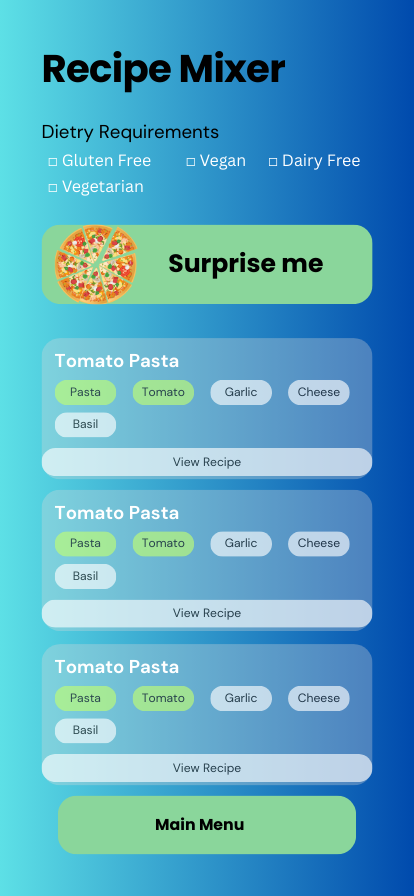 Recipe Mixer
Dietry Requirements
□ Gluten Free □ Vegan □ Dairy Free
□ Vegetarian
Surprise me
Tomato Pasta
Pasta Tomato Garlic Cheese
Basil
View Recipe
Tomato Pasta
Pasta Tomato Garlic Cheese
Basil
View Recipe
Tomato Pasta
Pasta Tomato Garlic Cheese
Basil
View Recipe
Main Menu